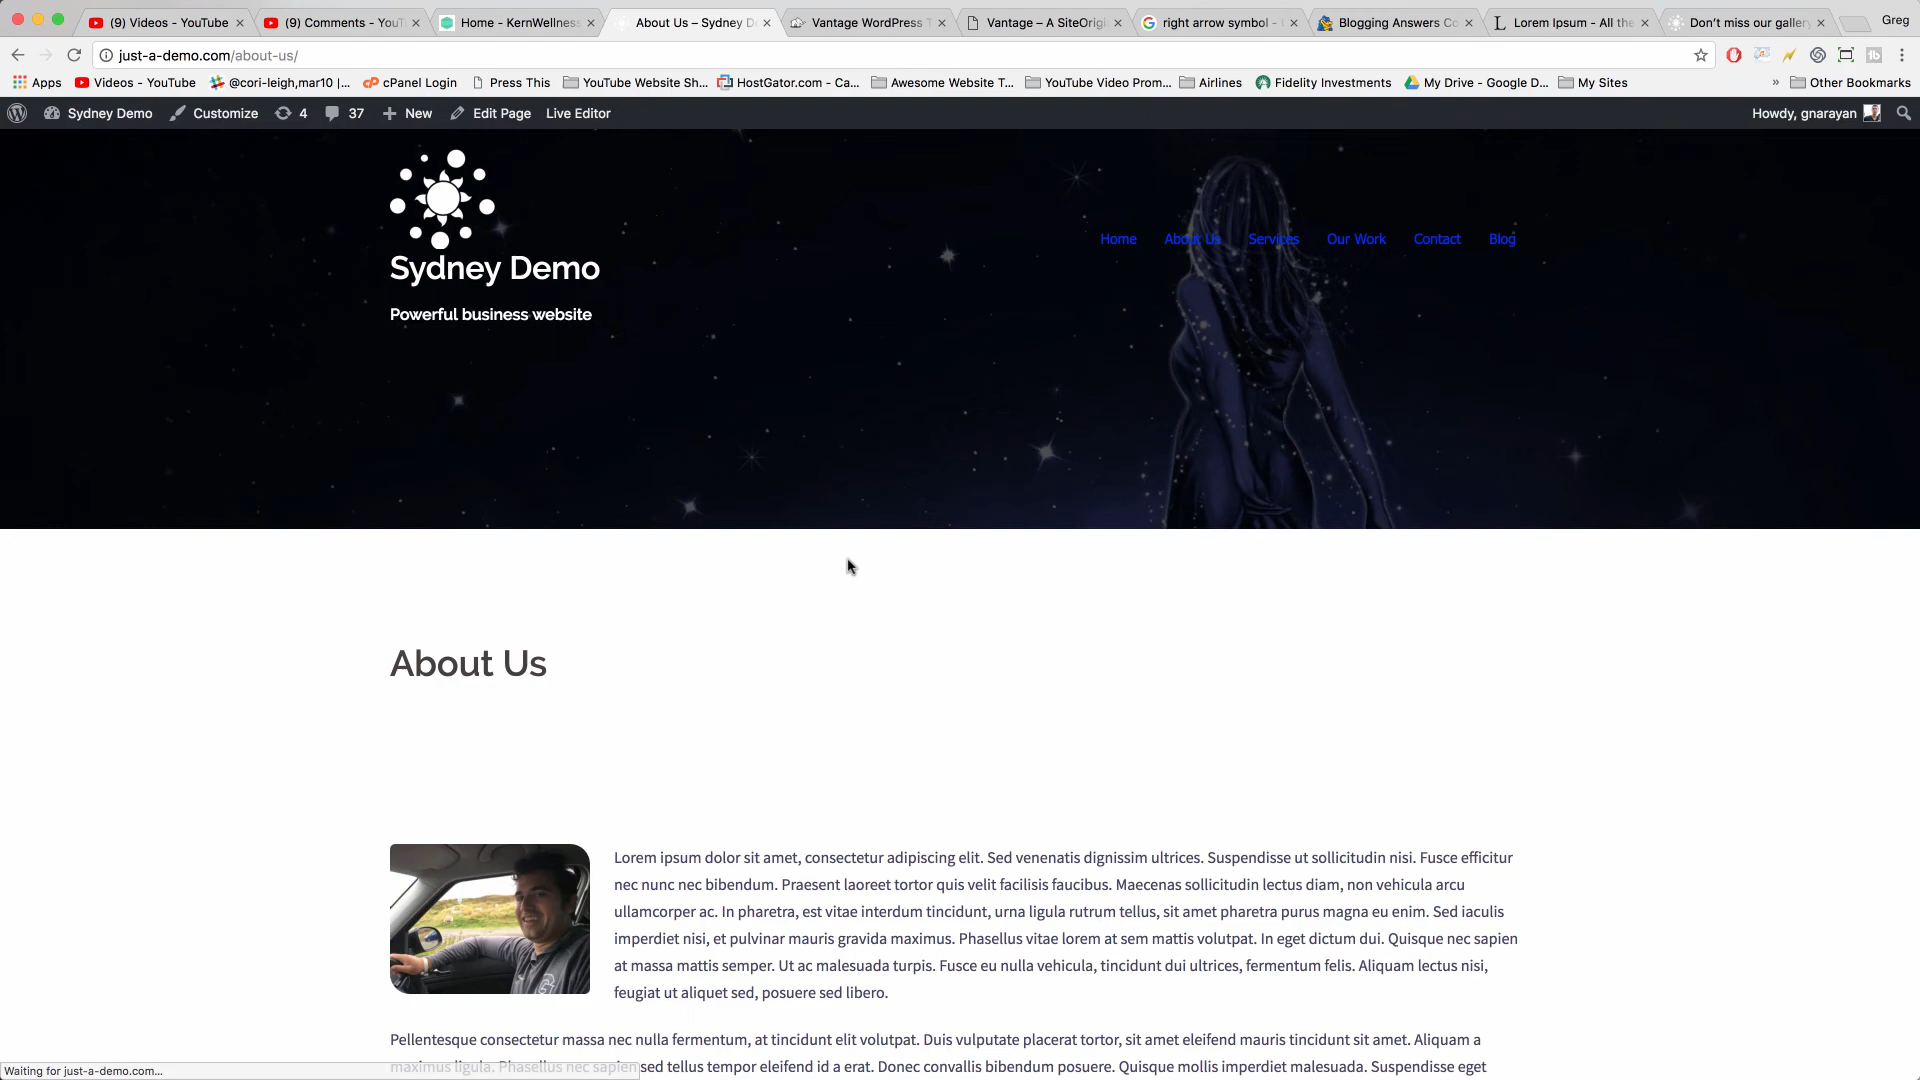 (9) Videos - YouTube
(9) Comments - YouT
Home - KernWellness
About Us – Sydney D
Vantage WordPress T
Vantage – A SiteOrig
right arrow symbol -
Blogging Answers Co
Lorem Ipsum - All the
Don't miss our gallery
Greg
just-a-demo.com/about-us/
Apps
Videos - YouTube
@cori-leigh,mar10 |...
cPanel Login
Press This
YouTube Website Sh...
HostGator.com - Ca...
Awesome Website T...
YouTube Video Prom...
Airlines
Fidelity Investments
My Drive - Google D...
My Sites
» Other Bookmarks
Sydney Demo
Customize
4
37
New
Edit Page
Live Editor
Howdy, gnarayan
Home
About Us
Services
Our Work
Contact
Blog
Sydney Demo
Powerful business website
About Us
Lorem ipsum dolor sit amet, consectetur adipiscing elit. Sed venenatis dignissim ultrices. Suspendisse ut sollicitudin nisi. Fusce efficitur
nec nunc nec bibendum. Praesent laoreet tortor quis velit facilisis faucibus. Maecenas sollicitudin lectus diam, non vehicula arcu
ullamcorper ac. In pharetra, est vitae interdum tincidunt, urna ligula rutrum tellus, sit amet pharetra purus magna eu enim. Sed iaculis
imperdiet nisi, et pulvinar mauris gravida maximus. Phasellus vitae lorem at sem mattis volutpat. In eget dictum dui. Quisque nec sapien
at massa mattis semper. Ut ac malesuada turpis. Fusce eu nulla vehicula, tincidunt dui ultrices, fermentum felis. Aliquam lectus nisi,
feugiat ut aliquet sed, posuere sed libero.
Pellentesque consectetur massa nec nulla fermentum, at tincidunt elit volutpat. Duis vulputate placerat tortor, sit amet eleifend mauris tincidunt sit amet. Aliquam a
maximus ligula. Phasellus nec sapien sed tellus tempor eleifend id a erat. Donec convallis bibendum posuere. Quisque mollis imperdiet malesuada. Suspendisse eget
Waiting for just-a-demo.com...